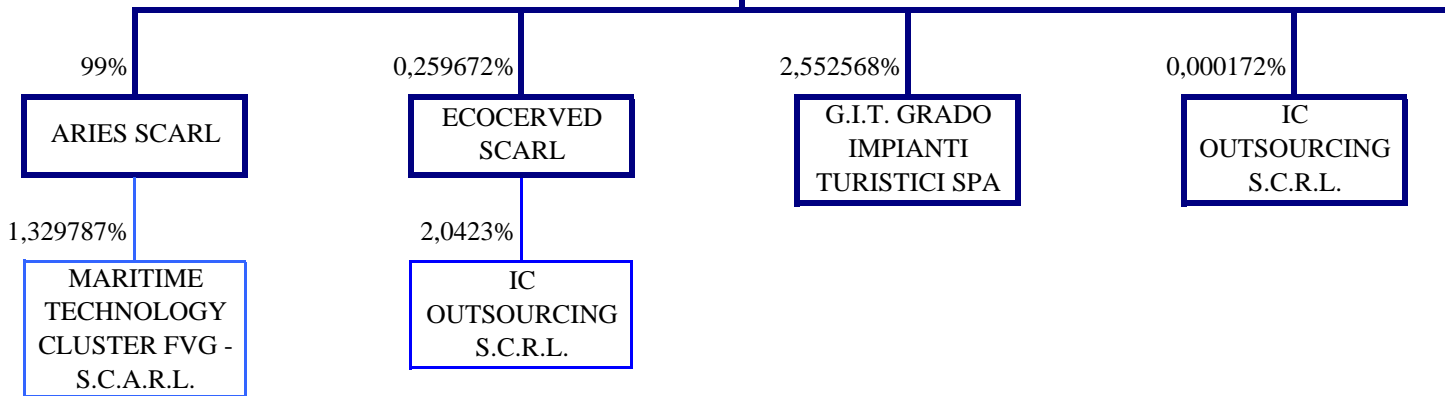 99%
0,259672%
2,552568%
0,000172%
ARIES SCARL
ECOCERVED
SCARL
G.I.T. GRADO
IMPIANTI
TURISTICI SPA
IC
OUTSOURCING
S.C.R.L.
1,329787%
2,0423%
MARITIME
TECHNOLOGY
CLUSTER FVG -
S.C.A.R.L.
IC
OUTSOURCING
S.C.R.L.